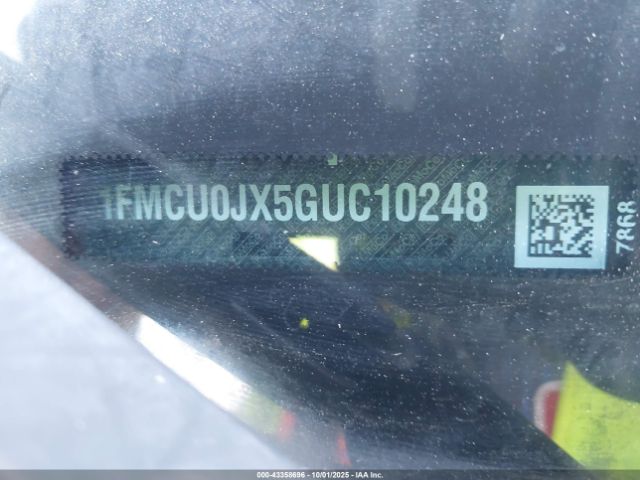 1FMCU0JX5GUC10248
7868
000-43358696 - 10/01/2025 - IAA Inc.